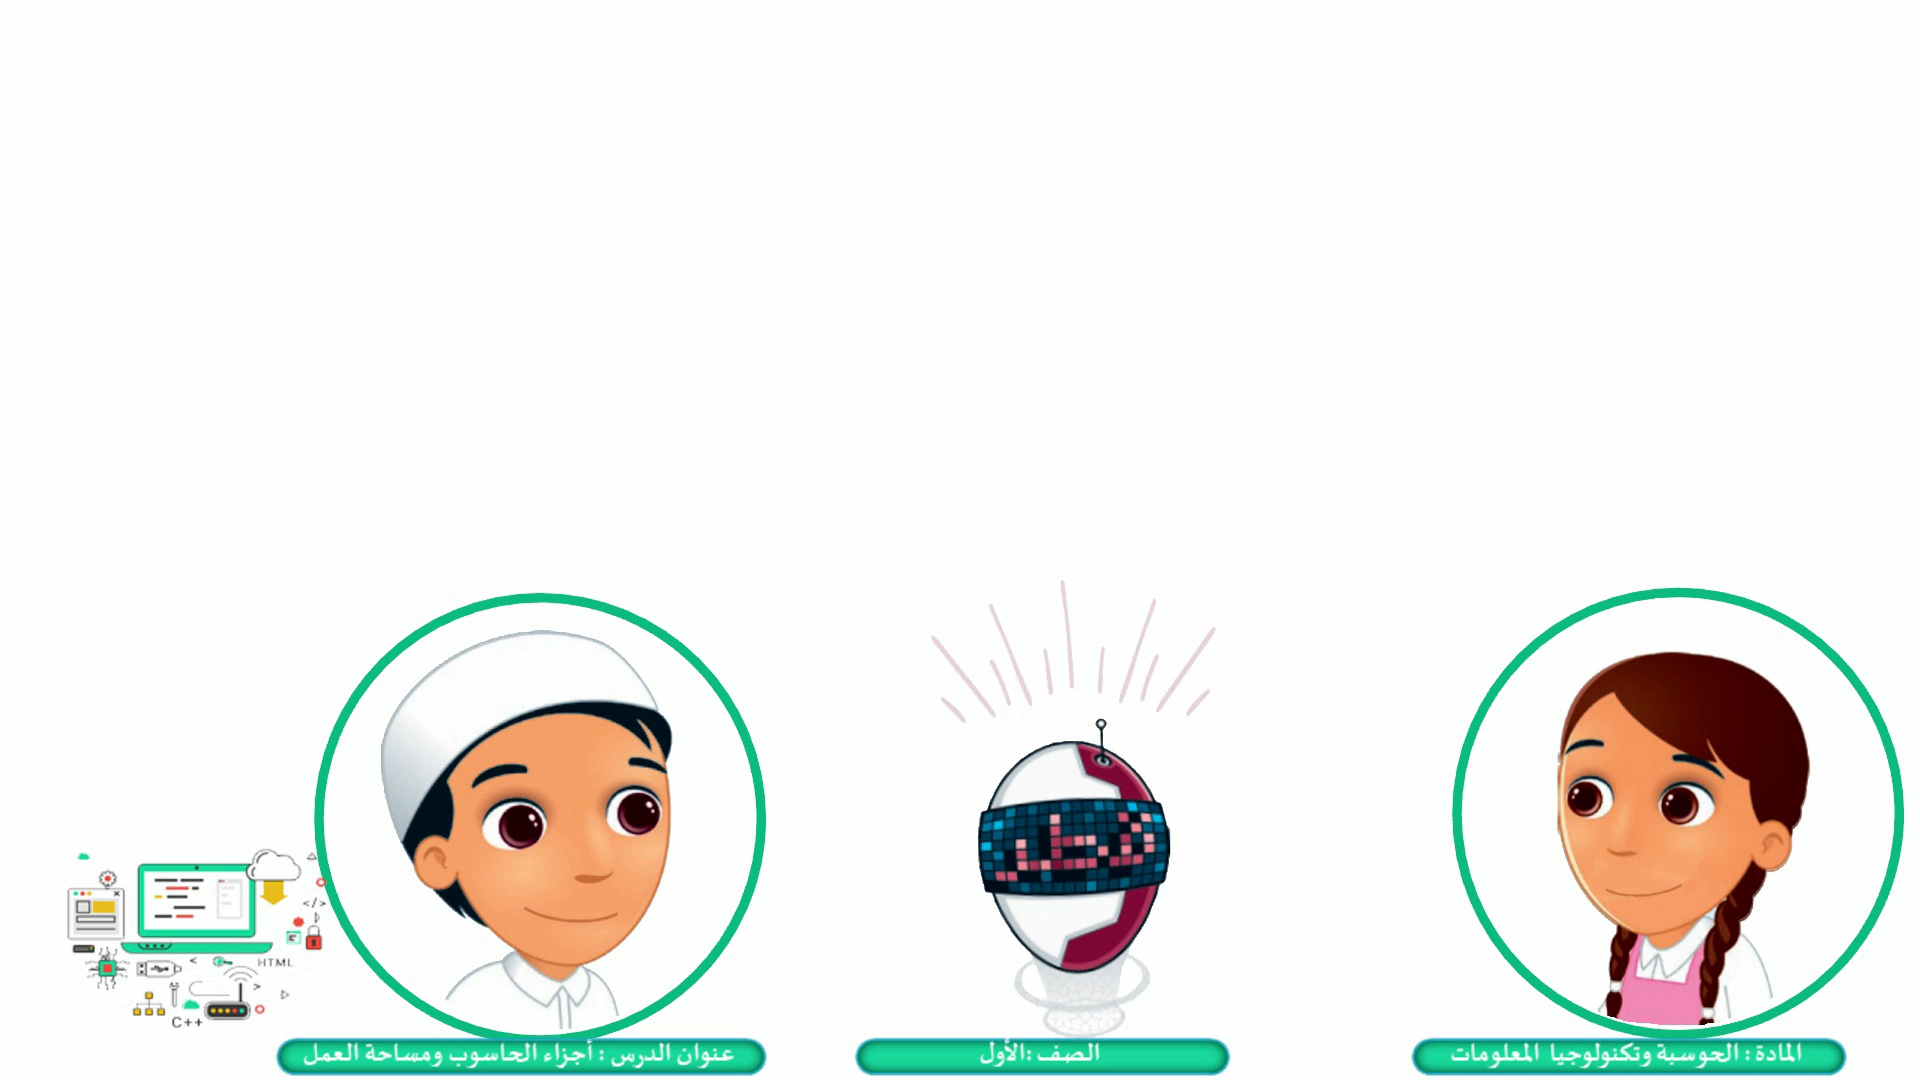 المادة : الحوسبة وتكنولوجيا المعلومات
الصف :الأول
عنوان الدرس : أجزاء الحاسوب ومساحة العمل
قطر
</>
HTML
C++